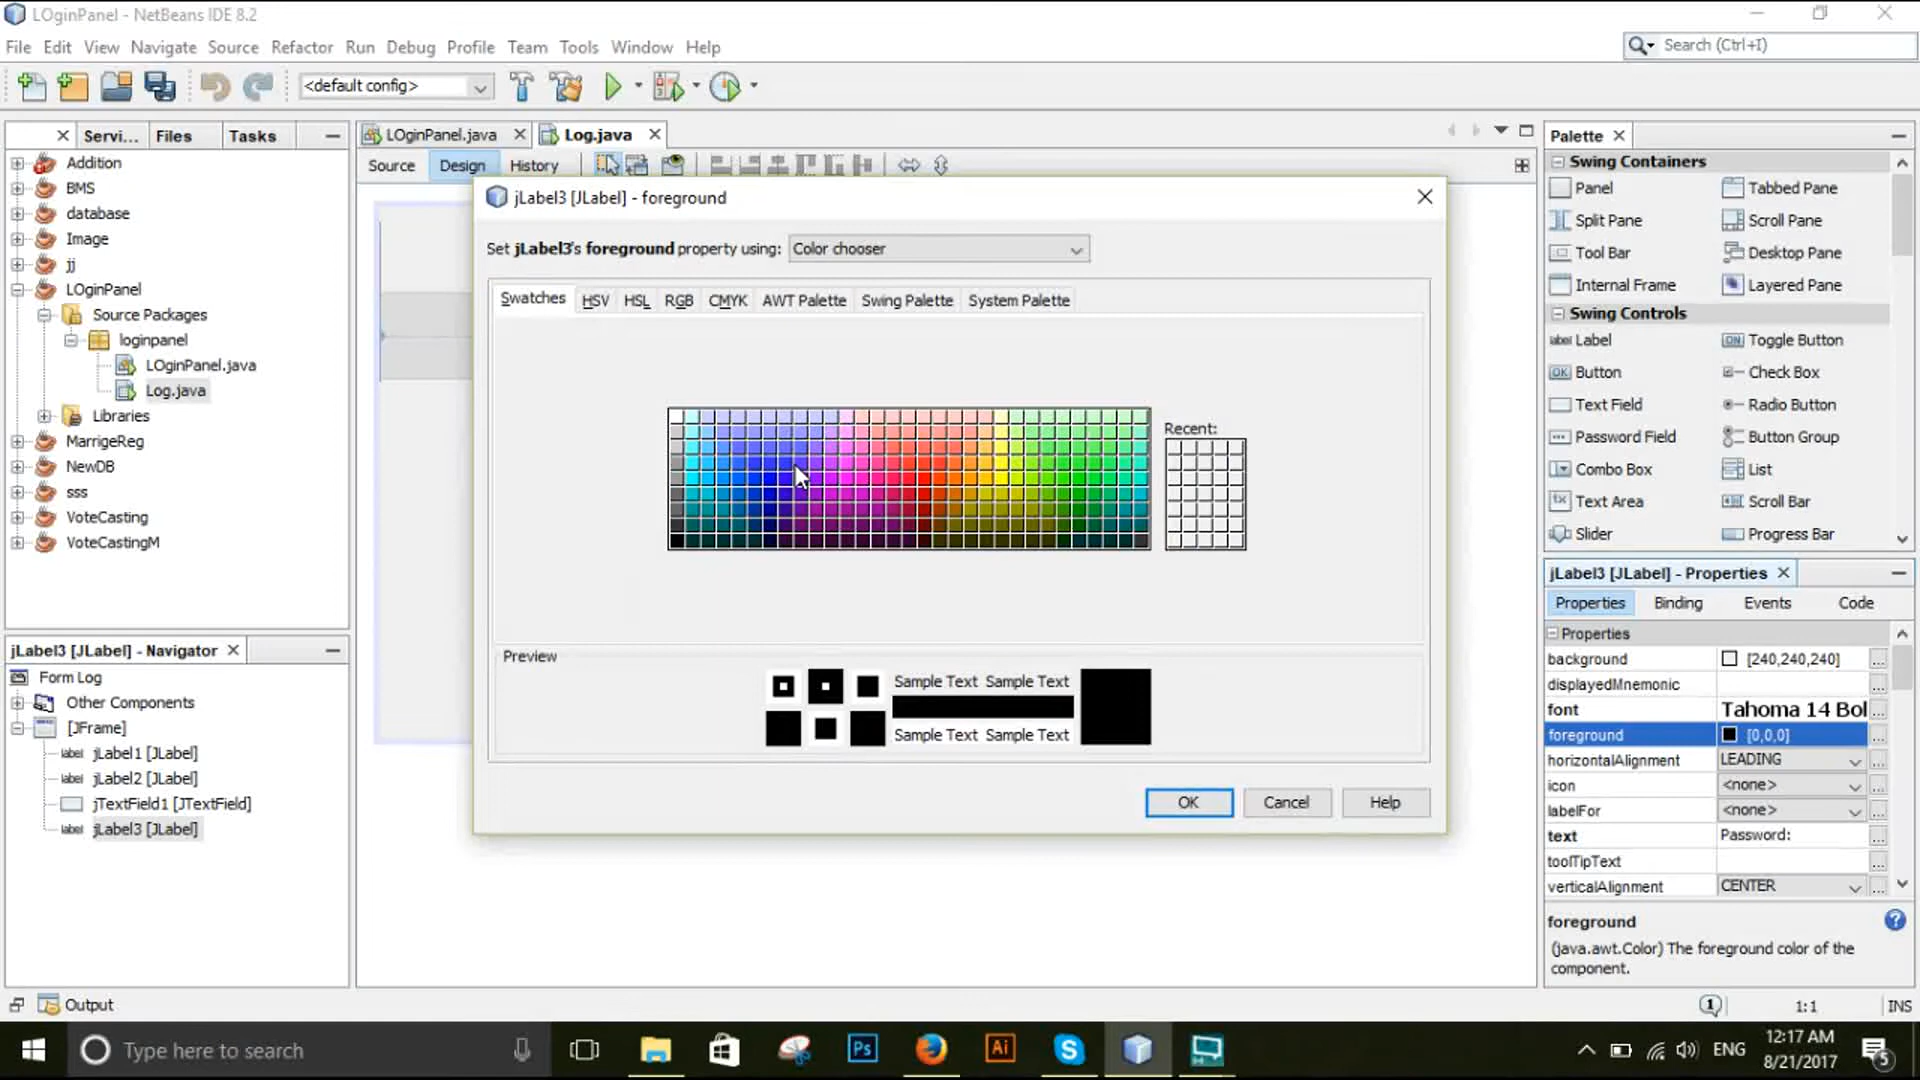 LOginPanel - NetBeans IDE 8.2
File Edit View Navigate Source Refactor Run Debug Profile Team Tools Window Help
Search (Ctrl+I)
<default config>
Servi... Files Tasks
LOginPanel.java Log.java
Source Design History
Addition
BMS
database
Image
jj
LOginPanel
Source Packages
loginpanel
LOginPanel.java
Log.java
Libraries
MarrigeReg
NewDB
sss
VoteCasting
VoteCastingM
jLabel3 [JLabel] - Navigator
Form Log
Other Components
[JFrame]
label jLabel1 [JLabel]
label jLabel2 [JLabel]
jTextField1 [JTextField]
label jLabel3 [JLabel]
jLabel3 [JLabel] - foreground
Set jLabel3's foreground property using: Color chooser
Swatches HSV HSL RGB CMYK AWT Palette Swing Palette System Palette
Recent:
Preview
Sample Text Sample Text
Sample Text Sample Text
OK Cancel Help
Palette
Swing Containers
Panel Tabbed Pane
Split Pane Scroll Pane
Tool Bar Desktop Pane
Internal Frame Layered Pane
Swing Controls
label Label ON Toggle Button
OK Button Check Box
Text Field Radio Button
Password Field Button Group
Combo Box List
Text Area Scroll Bar
Slider Progress Bar
jLabel3 [JLabel] - Properties
Properties Binding Events Code
Properties
background [240,240,240] ...
displayedMnemonic ...
font Tahoma 14 Bol ...
foreground [0,0,0] ...
horizontalAlignment LEADING ...
icon <none> ...
labelFor <none> ...
text Password: ...
toolTipText ...
verticalAlignment CENTER ...
foreground
(java.awt.Color) The foreground color of the
component.
Output
1 1:1 INS
Type here to search
Ps Ai S
ENG
12:17 AM
8/21/2017
5